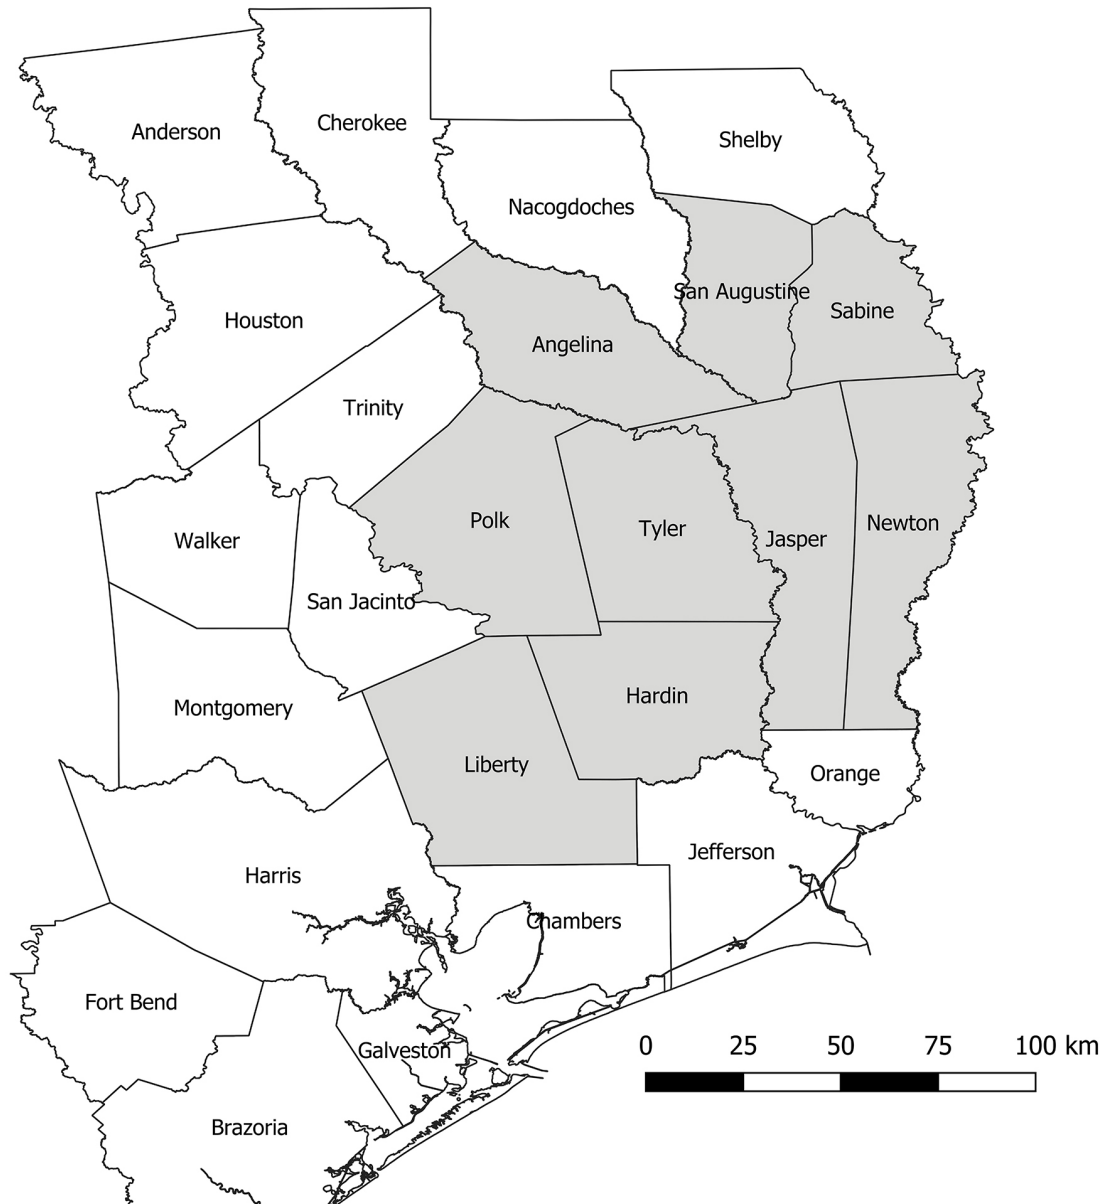 Cherokee
Anderson
Shelby
Nacogdoches
San Augustine
Sabine
Houston
Angelina
Trinity
Polk
Newton
Tyler
Jasper
Walker
San Jacinto
Hardin
Montgomery
Liberty
Orange
Jefferson
Harris
Chambers
Fort Bend
Galveston
0 25 50 75 100 km
Brazoria